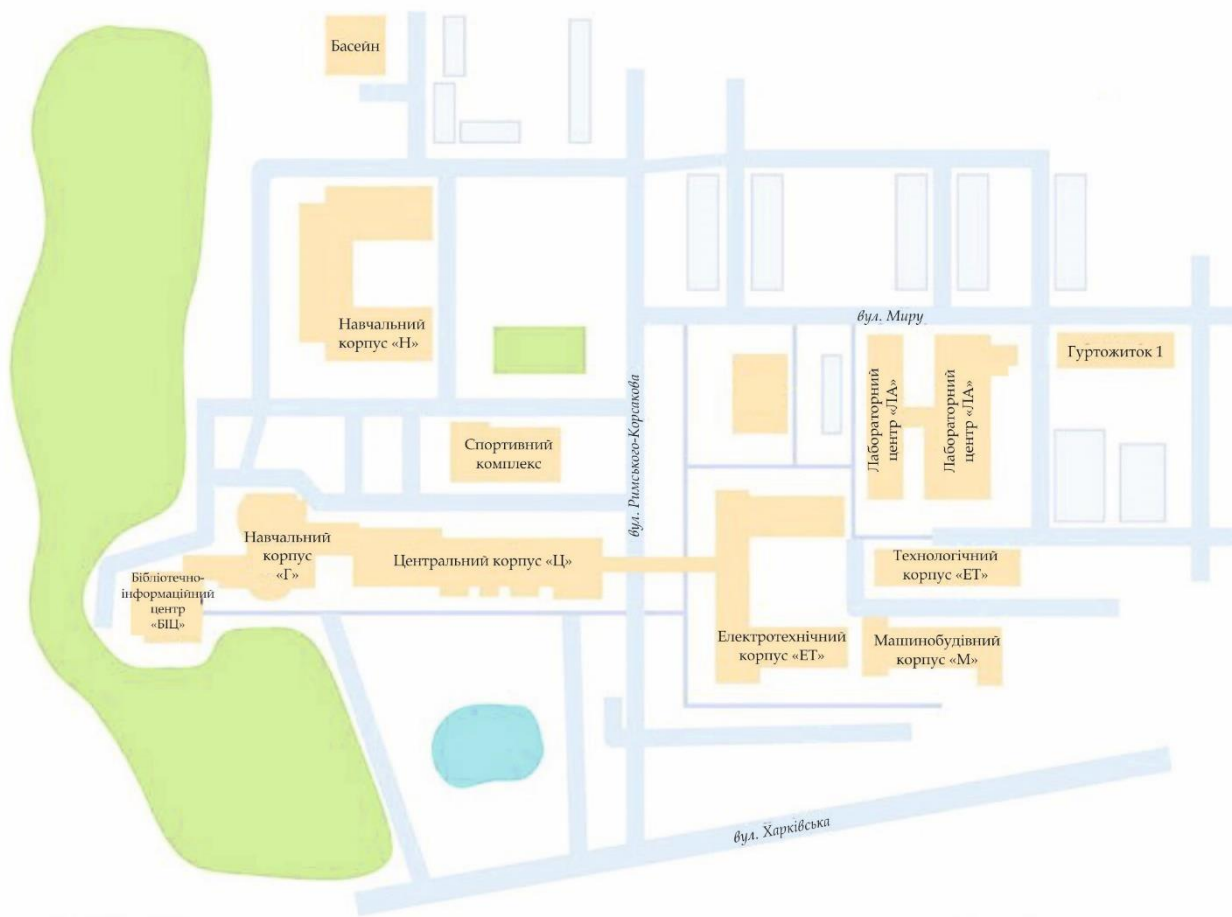 Басейн
вул. Миру
Навчальний
корпус «Н»
Гуртожиток 1
Лабораторний
центр «ЛА»
Лабораторний
центр «ЛА»
вул. Римського-Корсакова
Спортивний
комплекс
Навчальний
корпус
«Г»
Центральний корпус «Ц»
Технологічний
корпус «ЕТ»
Бібліотечно-
інформаційний
центр
«БІЦ»
Електротехнічний
корпус «ЕТ»
Машинобудівний
корпус «М»
вул. Харківська